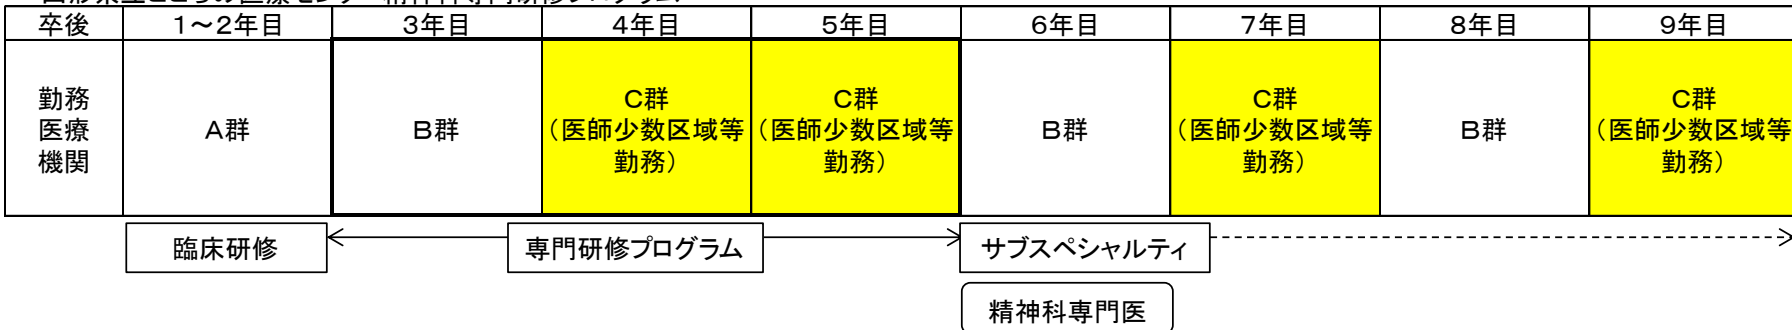 卒後 1～2年目 3年目 4年目 5年目 6年目 7年目 8年目 9年目
勤務
医療
機関
A群
B群
C群
(医師少数区域等
勤務)
C群
(医師少数区域等
勤務)
B群
C群
(医師少数区域等
勤務)
B群
C群
(医師少数区域等
勤務)
臨床研修
専門研修プログラム
サブスペシャルティ
精神科専門医